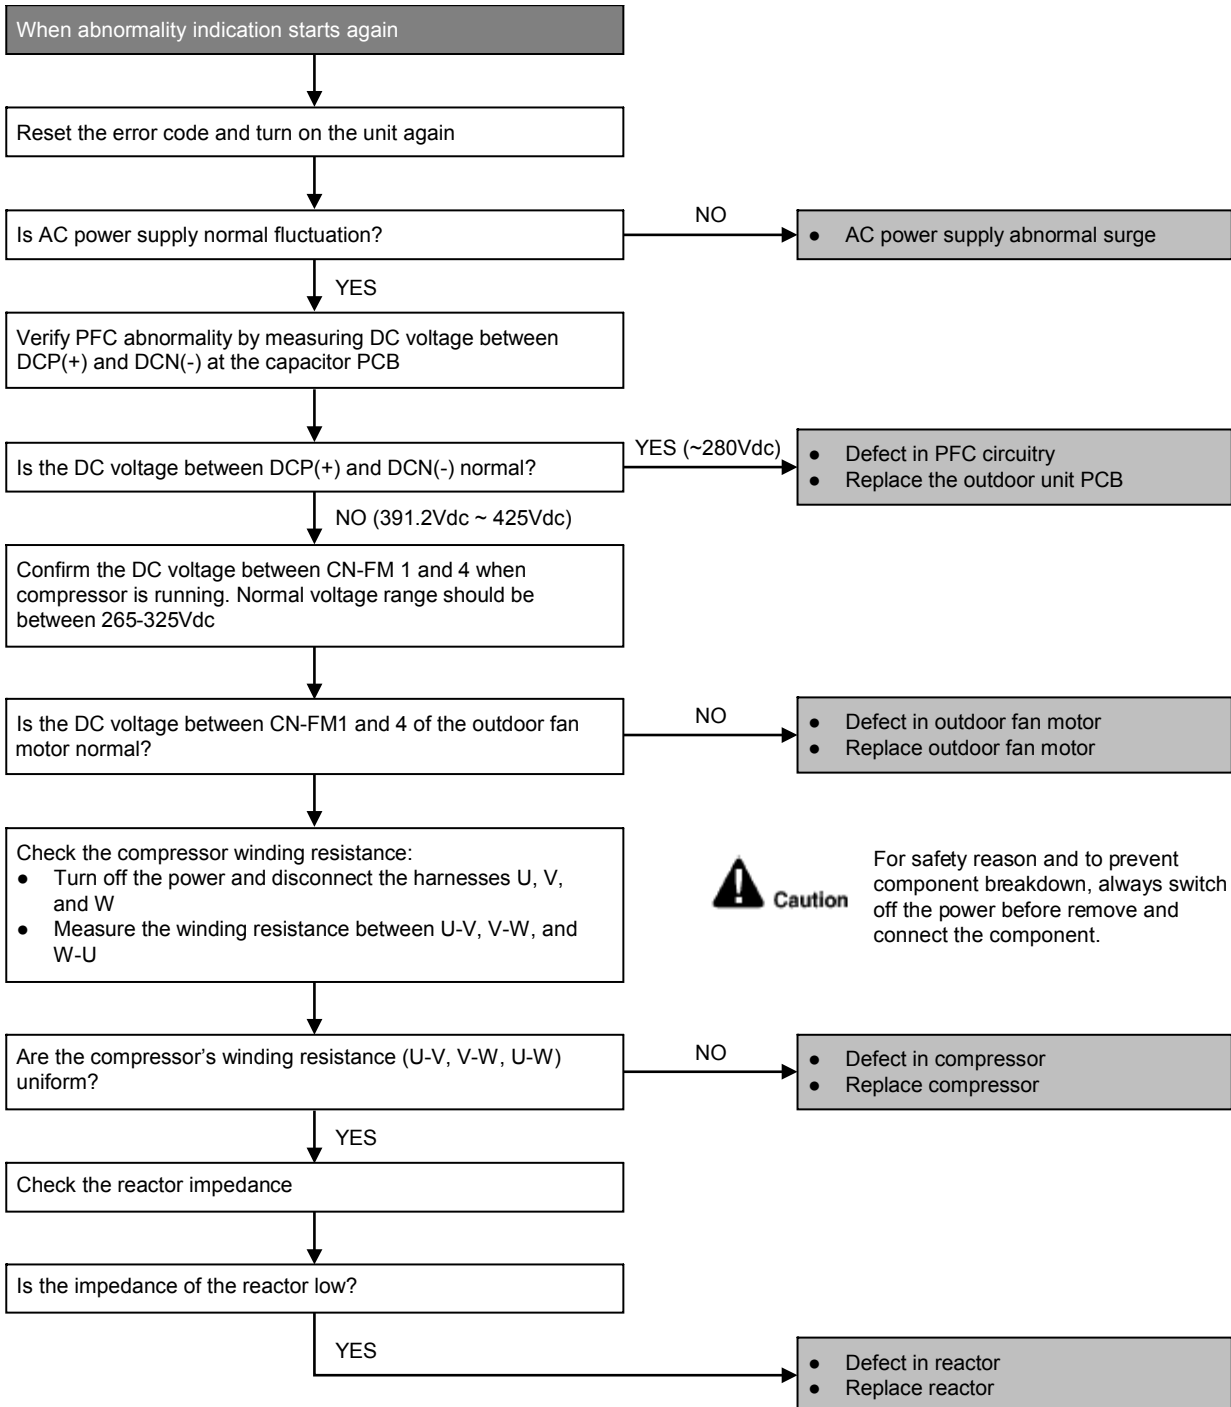 When abnormality indication starts again
Reset the error code and turn on the unit again
Is AC power supply normal fluctuation?
NO
● AC power supply abnormal surge
YES
Verify PFC abnormality by measuring DC voltage between
DCP(+) and DCN(-) at the capacitor PCB
Is the DC voltage between DCP(+) and DCN(-) normal?
YES (~280Vdc)
● Defect in PFC circuitry
● Replace the outdoor unit PCB
NO (391.2Vdc ~ 425Vdc)
Confirm the DC voltage between CN-FM 1 and 4 when
compressor is running. Normal voltage range should be
between 265-325Vdc
Is the DC voltage between CN-FM1 and 4 of the outdoor fan
motor normal?
NO
● Defect in outdoor fan motor
● Replace outdoor fan motor
Check the compressor winding resistance:
● Turn off the power and disconnect the harnesses U, V,
and W
● Measure the winding resistance between U-V, V-W, and
W-U
Caution
For safety reason and to prevent
component breakdown, always switch
off the power before remove and
connect the component.
Are the compressor’s winding resistance (U-V, V-W, U-W)
uniform?
NO
● Defect in compressor
● Replace compressor
YES
Check the reactor impedance
Is the impedance of the reactor low?
YES
● Defect in reactor
● Replace reactor